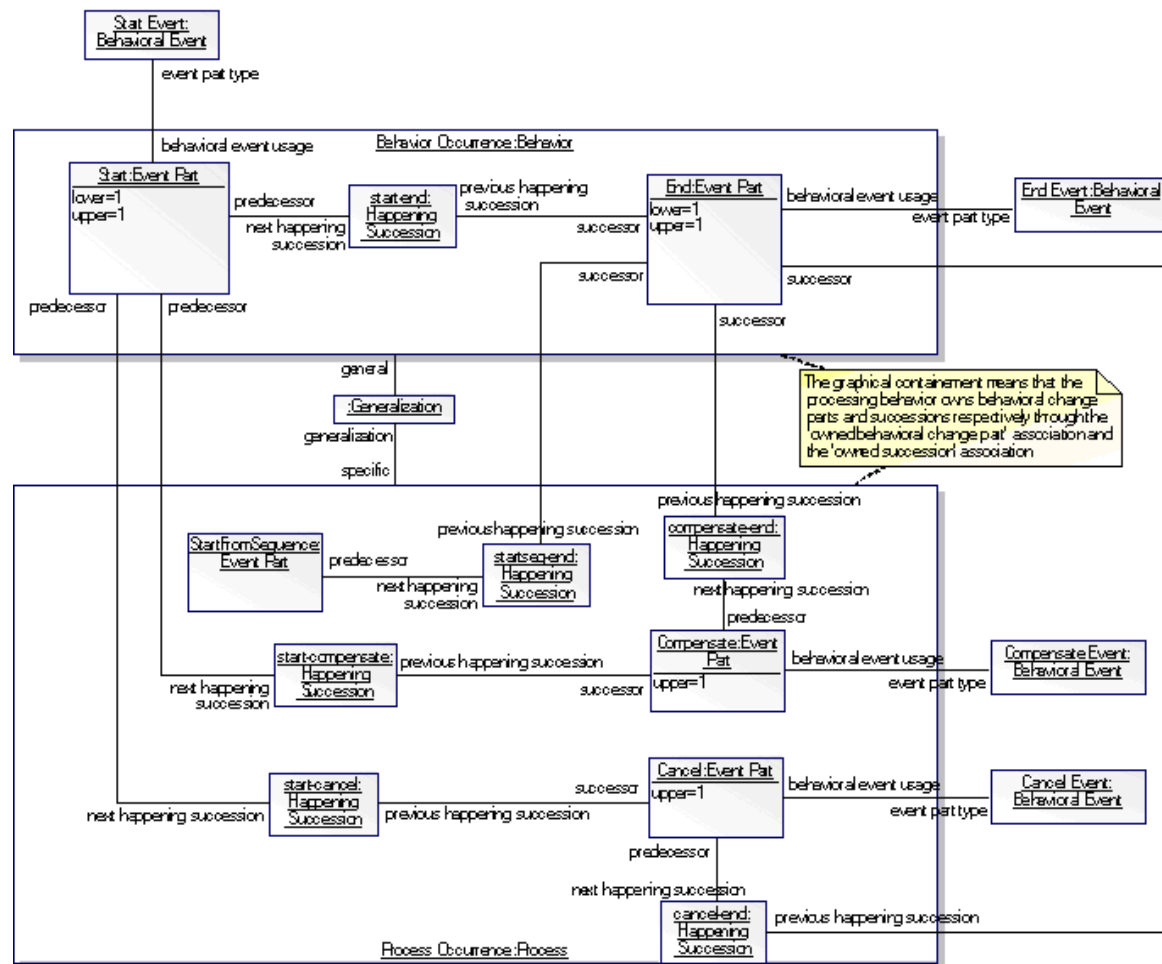 Start Event:
Behavioral Event
event part type
behavioral event usage
Behavior Occurrence:Behavior
Start:Event Part
lower=1
upper=1
predecessor
next happening
succession
start-end:
Happening
Succession
previous happening
succession
successor
End:Event Part
lower=1
upper=1
behavioral event usage
event part type
End Event:Behavioral
Event
predecessor
predecessor
successor
successor
successor
general
:Generalization
generalization
specific
The graphical containement means that the
processing behavior owns behavioral change
parts and successions respectively through the
'owned behavioral change part' association and
the 'owned succession' association
previous happening succession
previous happening succession
StartFromSequence:
Event Part
predecessor
next happening
succession
startseq-end:
Happening
Succession
compensate-end:
Happening
Succession
next happening succession
predecessor
start-compensate:
Happening
Succession
previous happening succession
next happening
succession
successor
Compensate:Event
Part
upper=1
behavioral event usage
event part type
Compensate Event:
Behavioral Event
start-cancel:
Happening
Succession
next happening succession
previous happening succession
successor
Cancel:Event Part
upper=1
behavioral event usage
event part type
Cancel Event:
Behavioral Event
predecessor
next happening succession
cancel-end:
Happening
Succession
previous happening succession
Process Occurrence:Process